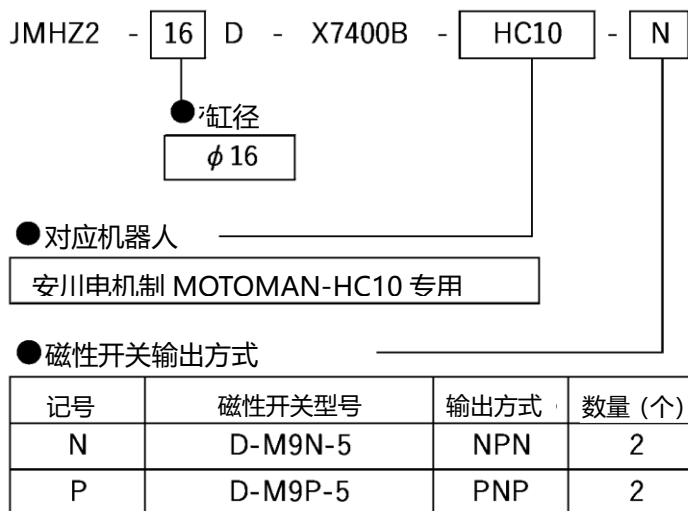 JMHZ2 - 16 D - X7400B - HC10 - N
缸径
ϕ16
对应机器人
安川电机制 MOTOMAN-HC10 专用
磁性开关输出方式
记号 磁性开关型号 输出方式 数量 (个)
N D-M9N-5 NPN 2
P D-M9P-5 PNP 2